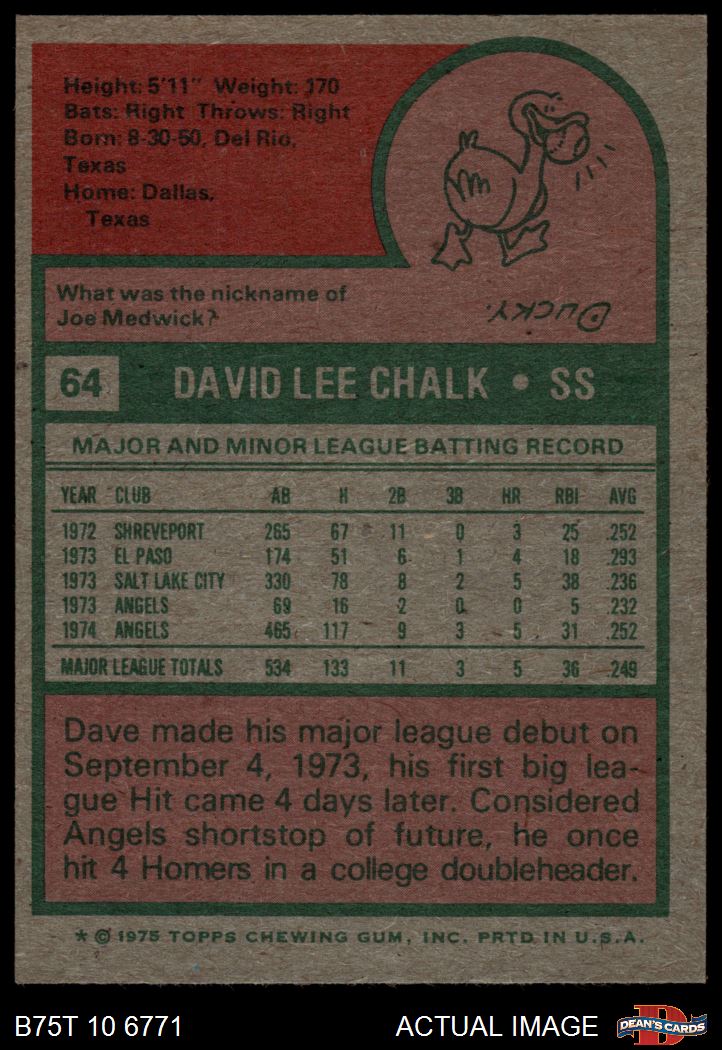 Height: 5'11" Weight: 170
Bats: Right Throws: Right
Born: 8-30-50, Del Rio,
Texas
Home: Dallas,
Texas
What was the nickname of
Joe Medwick?
DUCKY.
64 DAVID LEE CHALK • SS
MAJOR AND MINOR LEAGUE BATTING RECORD
YEAR CLUB AB H 2B 3B HR RBI AVG
1972 SHREVEPORT 265 67 11 0 3 25 .252
1973 EL PASO 174 51 6 1 4 18 .293
1973 SALT LAKE CITY 330 78 8 2 5 38 .236
1973 ANGELS 69 16 2 0 0 5 .232
1974 ANGELS 465 117 9 3 5 31 .252
MAJOR LEAGUE TOTALS 534 133 11 3 5 36 .249
Dave made his major league debut on
September 4, 1973, his first big lea-
gue Hit came 4 days later. Considered
Angels shortstop of future, he once
hit 4 Homers in a college doubleheader.
* © 1975 TOPPS CHEWING GUM, INC. PRTD IN U.S.A.
B75T 10 6771 ACTUAL IMAGE D DEAN'S CARDS